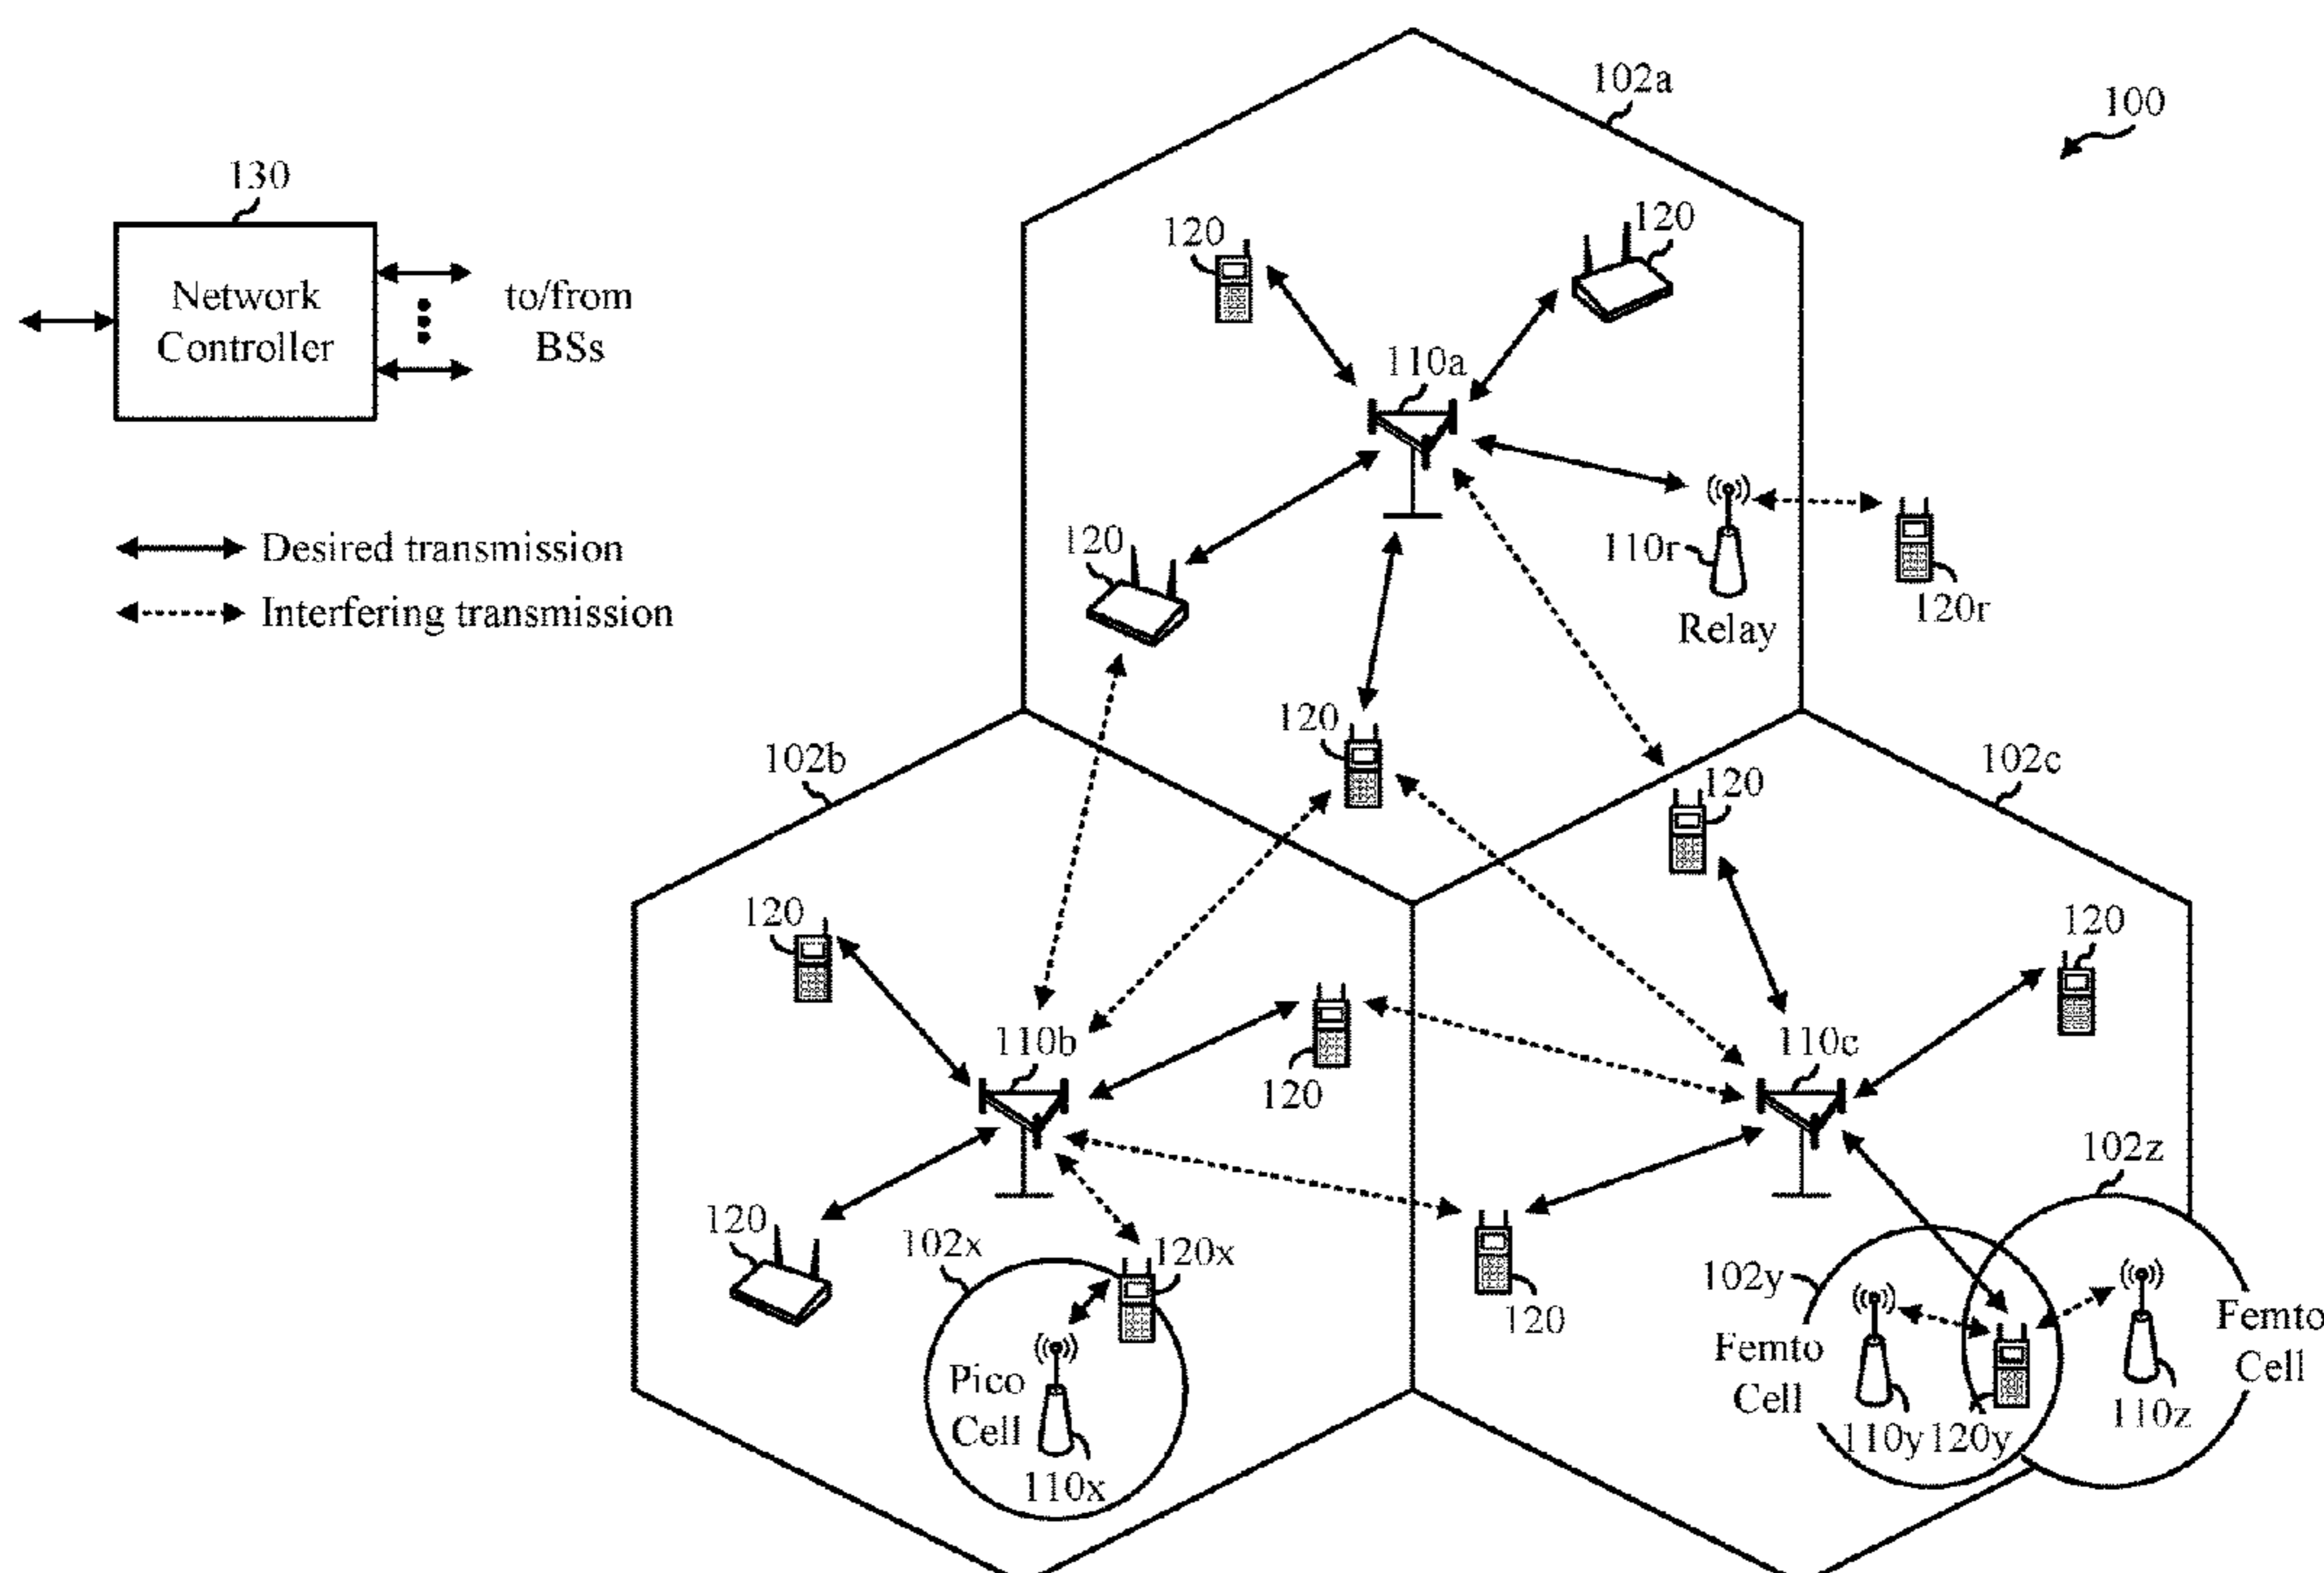 102a
100
130
120
120
Network
Controller
to/from
BSs
110a
Desired transmission
Interfering transmission
120
110r
Relay
120r
120
102b
120
102c
120
120
110b
120
110c
102z
120
102x
120x
102y
120
Pico
Cell
110x
Femto
Cell
110y
120y
110z
Femto
Cell